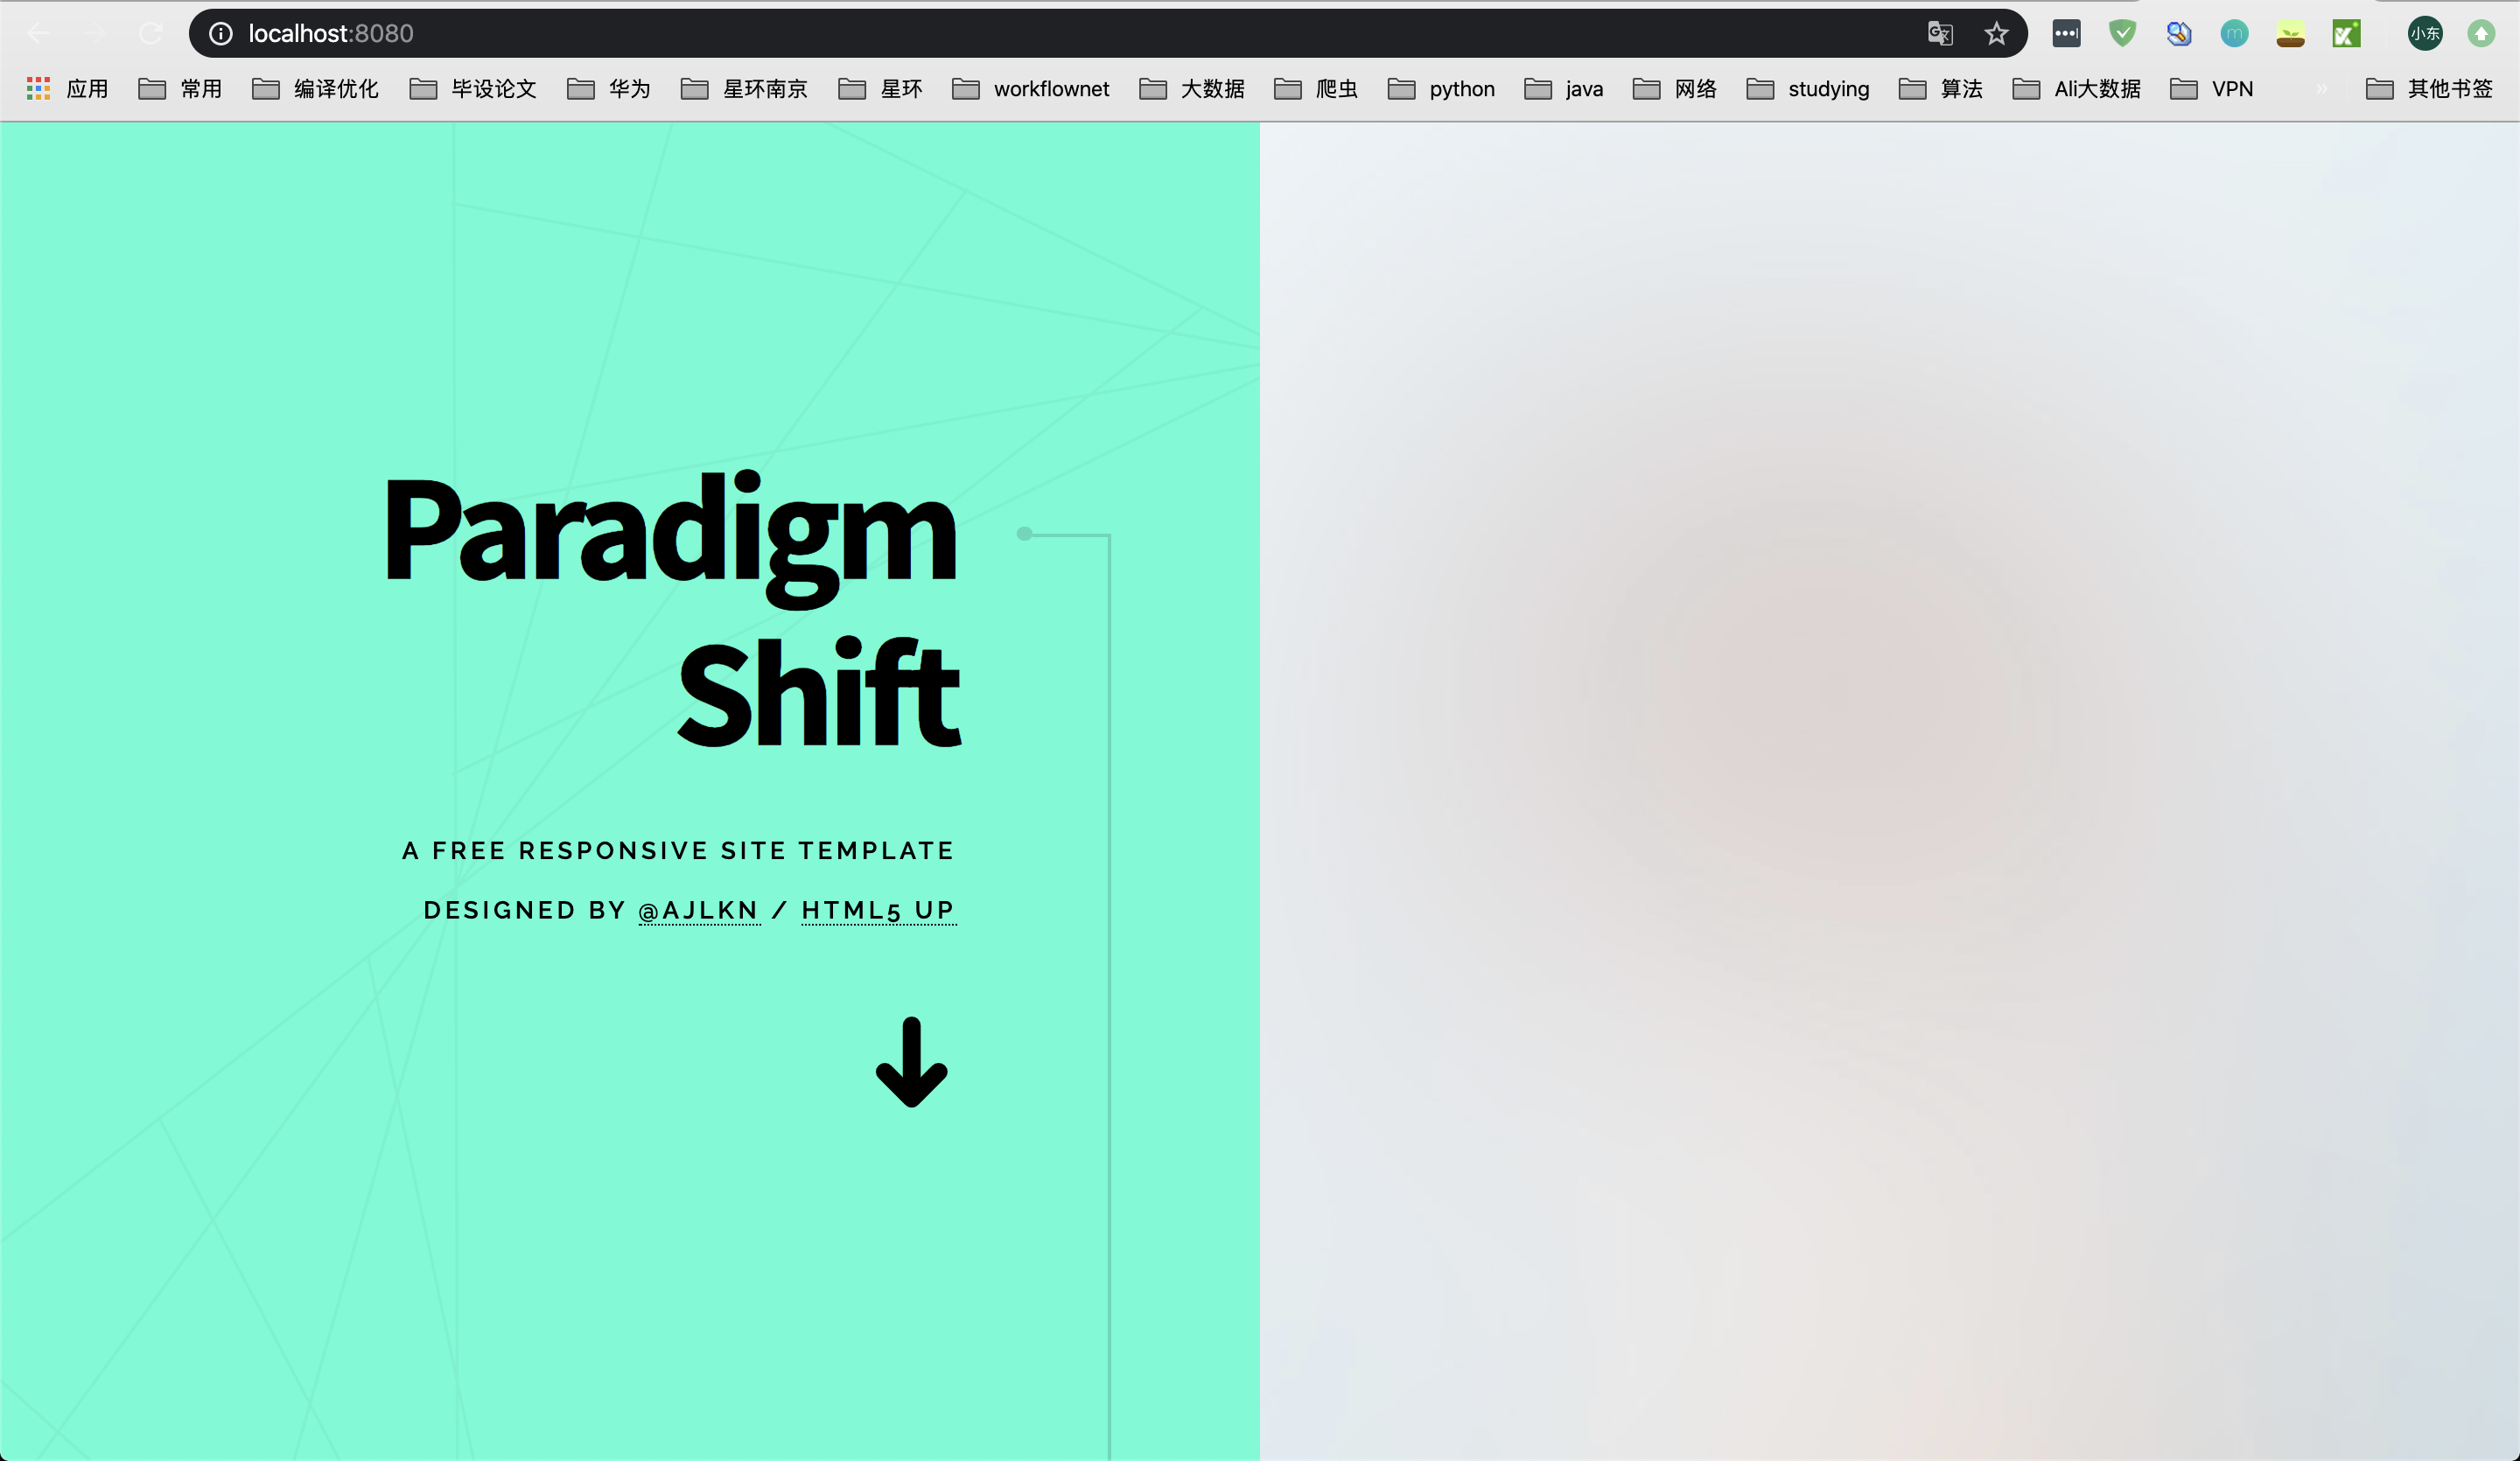 localhost:8080
小东
应用 常用 编译优化 毕设论文 华为 星环南京 星环 workflownet 大数据 爬虫 python java 网络 studying 算法 Ali大数据 VPN » 其他书签
Paradigm
Shift
A FREE RESPONSIVE SITE TEMPLATE
DESIGNED BY @AJLKN / HTML5 UP